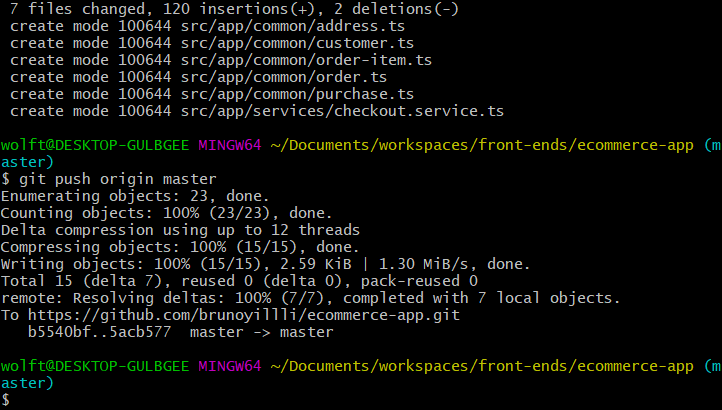 7 files changed, 120 insertions(+), 2 deletions(-)
create mode 100644 src/app/common/address.ts
create mode 100644 src/app/common/customer.ts
create mode 100644 src/app/common/order-item.ts
create mode 100644 src/app/common/order.ts
create mode 100644 src/app/common/purchase.ts
create mode 100644 src/app/services/checkout.service.ts
wolft@DESKTOP-GULBGEE MINGW64 ~/Documents/workspaces/front-ends/ecommerce-app (m
aster)
$ git push origin master
Enumerating objects: 23, done.
Counting objects: 100% (23/23), done.
Delta compression using up to 12 threads
Compressing objects: 100% (15/15), done.
Writing objects: 100% (15/15), 2.59 KiB | 1.30 MiB/s, done.
Total 15 (delta 7), reused 0 (delta 0), pack-reused 0
remote: Resolving deltas: 100% (7/7), completed with 7 local objects.
To https://github.com/brunoyillli/ecommerce-app.git
b5540bf..5acb577  master -> master
wolft@DESKTOP-GULBGEE MINGW64 ~/Documents/workspaces/front-ends/ecommerce-app (m
aster)
$